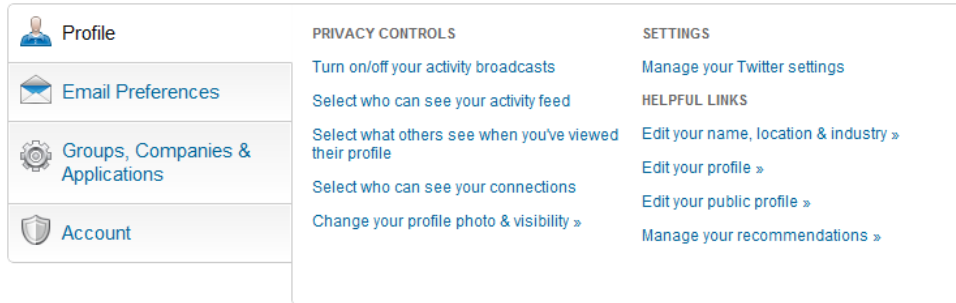 Profile
Email Preferences
Groups, Companies &
Applications
Account
PRIVACY CONTROLS
Turn on/off your activity broadcasts
Select who can see your activity feed
Select what others see when you've viewed
their profile
Select who can see your connections
Change your profile photo & visibility »
SETTINGS
Manage your Twitter settings
HELPFUL LINKS
Edit your name, location & industry »
Edit your profile »
Edit your public profile »
Manage your recommendations »